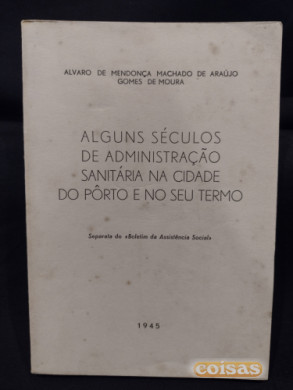 ALVARO DE MENDONÇA MACHADO DE ARAÚJO
GOMES DE MOURA
ALGUNS SÉCULOS
DE ADMINISTRAÇÃO
SANITÁRIA NA CIDADE
DO PÔRTO E NO SEU TERMO
Separata do «Boletim da Assistência Social»
1945
coisas